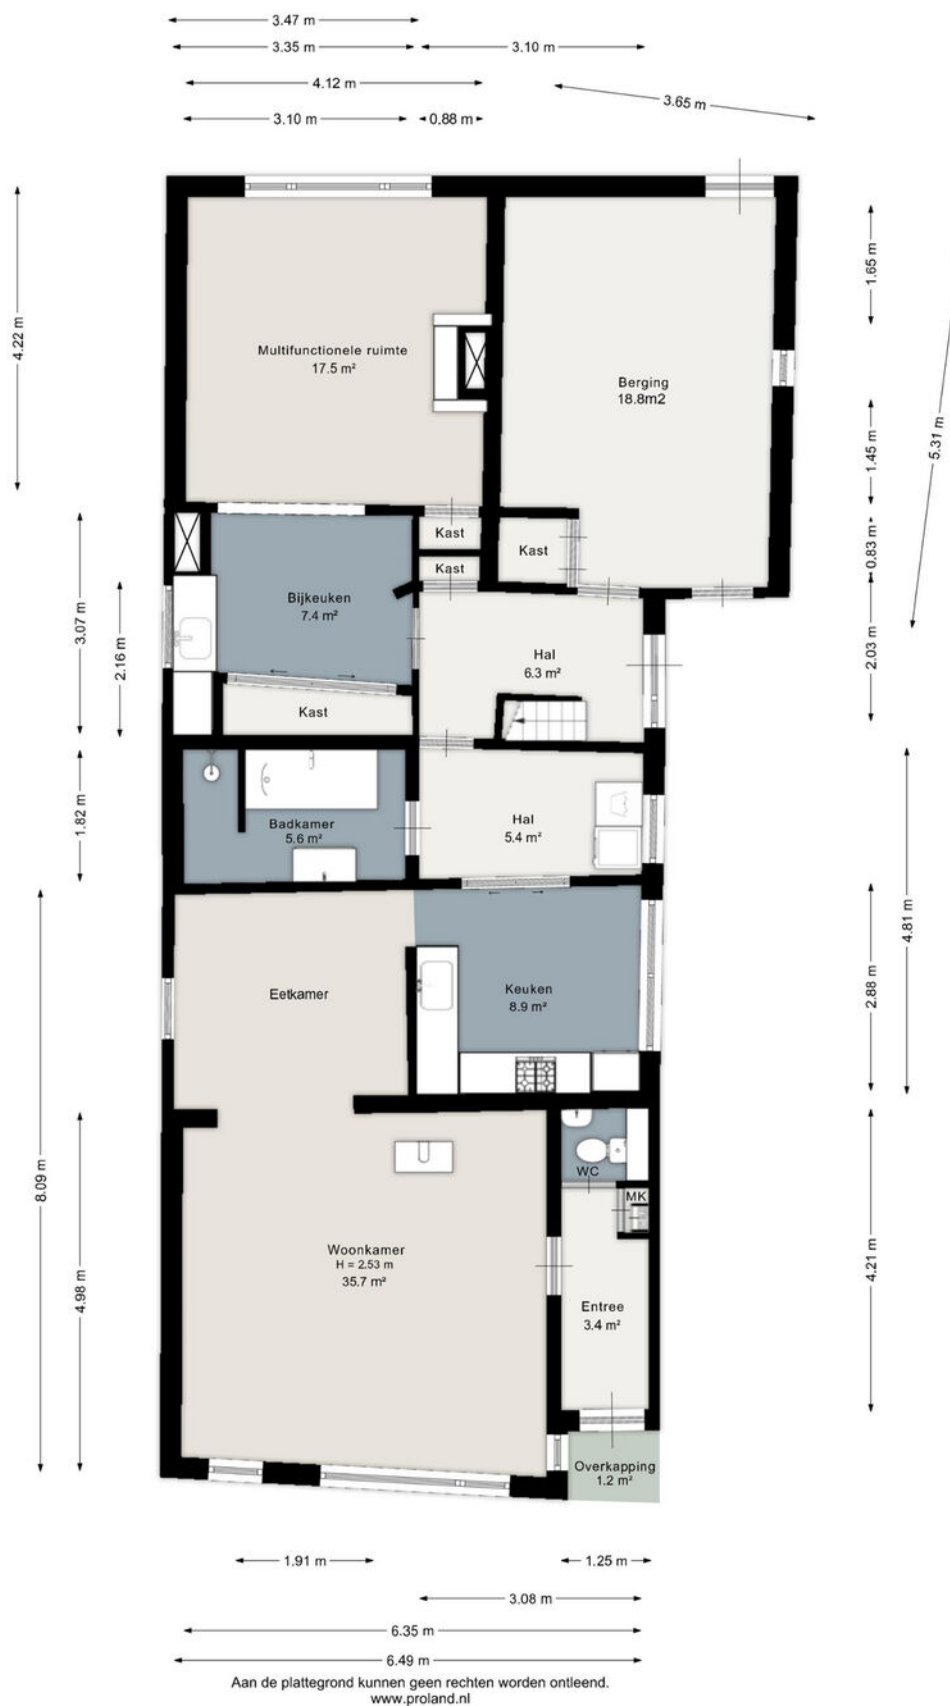 3.47 m
3.35 m
3.10 m
4.12 m
3.65 m
3.10 m
0.88 m
4.22 m
1.65 m
Multifunctionele ruimte
17.5 m²
Berging
18.8m2
5.31 m
1.45 m
Kast
Kast
Kast
0.83 m
Bijkeuken
7.4 m²
3.07 m
2.16 m
Hal
6.3 m²
2.03 m
Kast
1.82 m
Badkamer
5.6 m²
Hal
5.4 m²
4.81 m
2.88 m
Keuken
8.9 m²
Eetkamer
8.09 m
4.98 m
WC
MK
Woonkamer
H = 2.53 m
35.7 m²
4.21 m
Entree
3.4 m²
Overkapping
1.2 m²
1.91 m
1.25 m
3.08 m
6.35 m
6.49 m
Aan de plattegrond kunnen geen rechten worden ontleend.
www.proland.nl